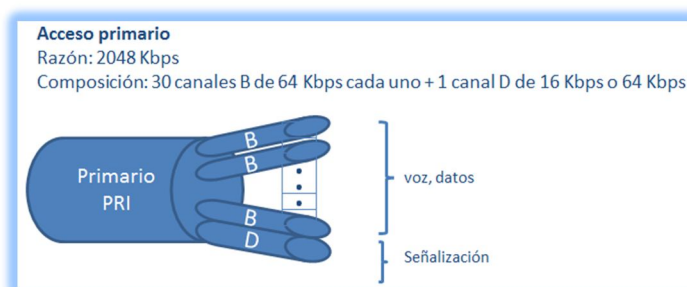 Acceso primario
Razón: 2048 Kbps
Composición: 30 canales B de 64 Kbps cada uno + 1 canal D de 16 Kbps o 64 Kbps
B
B
Primario
PRI
voz, datos
B
D
Señalización